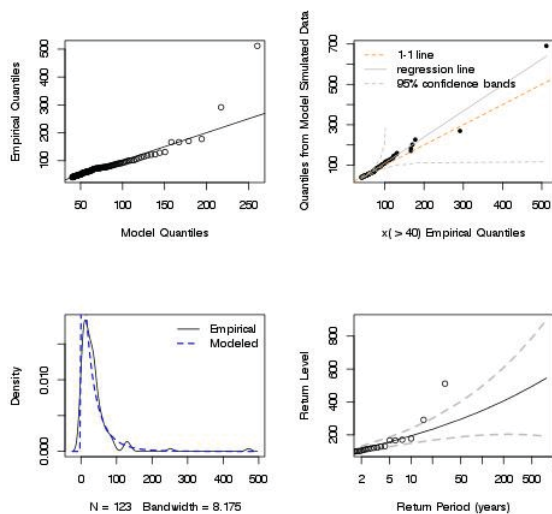 Empirical Quantiles
100 200 300 400 500
50 100 150 200 250
Model Quantiles
Quantiles from Model Simulated Data
100 300 500 700
1-1 line
regression line
95% confidence bands
100 200 300 400 500
x( > 40) Empirical Quantiles
Density
0.000 0.010
Empirical
Modeled
0 100 200 300 400 500
N = 123 Bandwidth = 8.175
Return Level
200 400 600 800
2 5 10 20 50 100 200 500
Return Period (years)